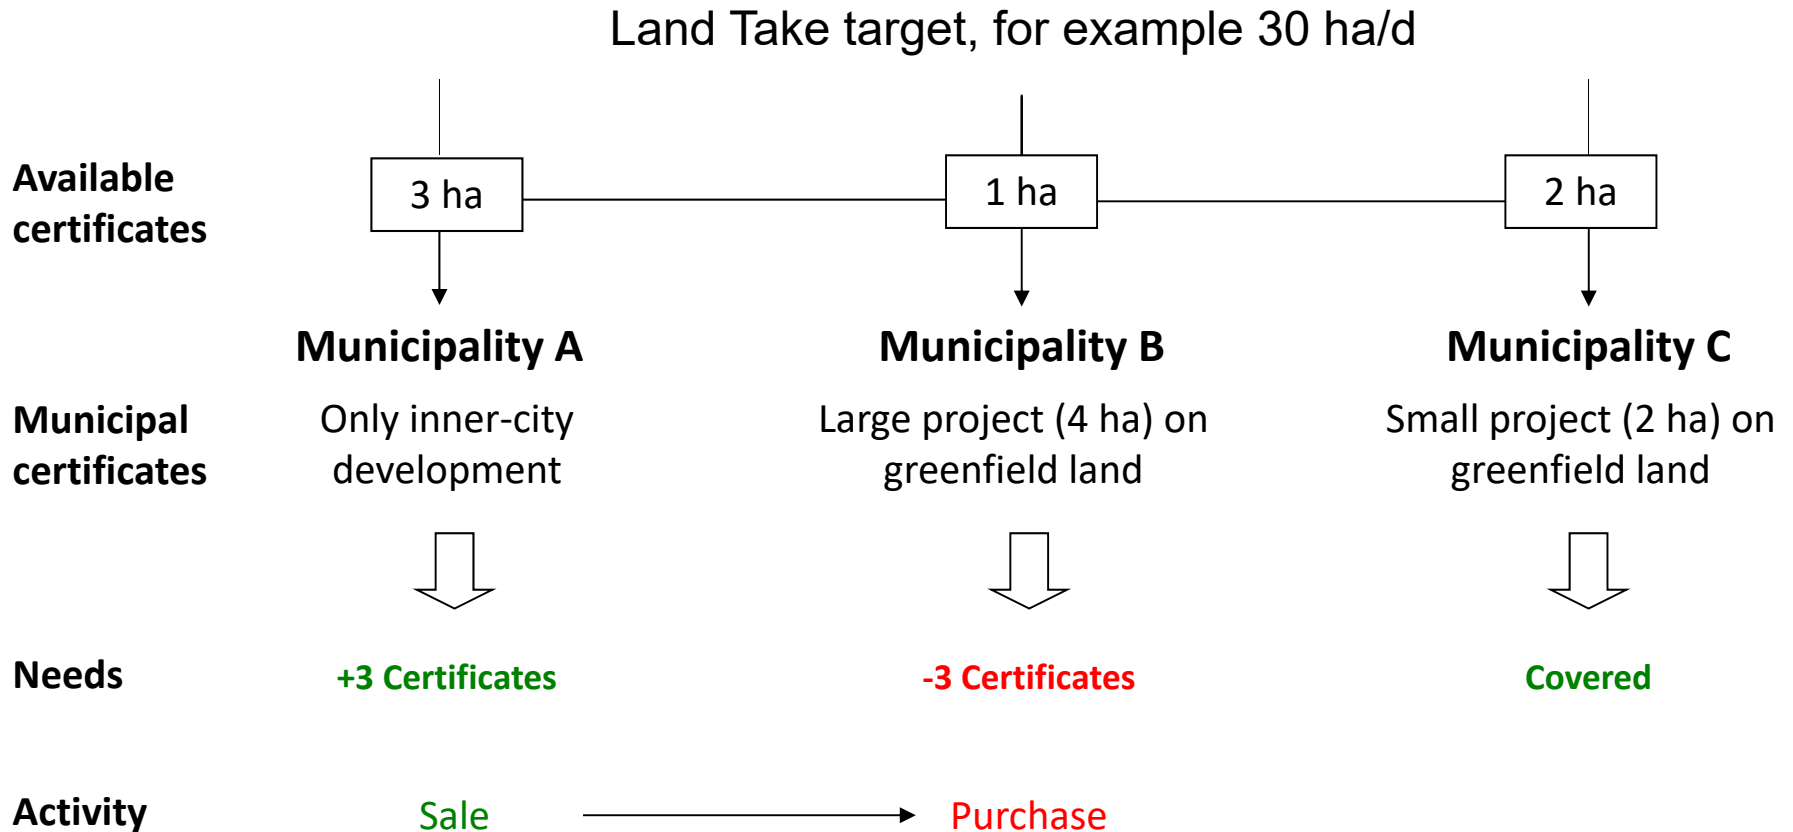 Land Take target, for example 30 ha/d
Available
certificates
3 ha
1 ha
2 ha
Municipality A
Municipality B
Municipality C
Municipal
certificates
Only inner-city
development
Large project (4 ha) on
greenfield land
Small project (2 ha) on
greenfield land
Needs
+3 Certificates
-3 Certificates
Covered
Activity
Sale
Purchase